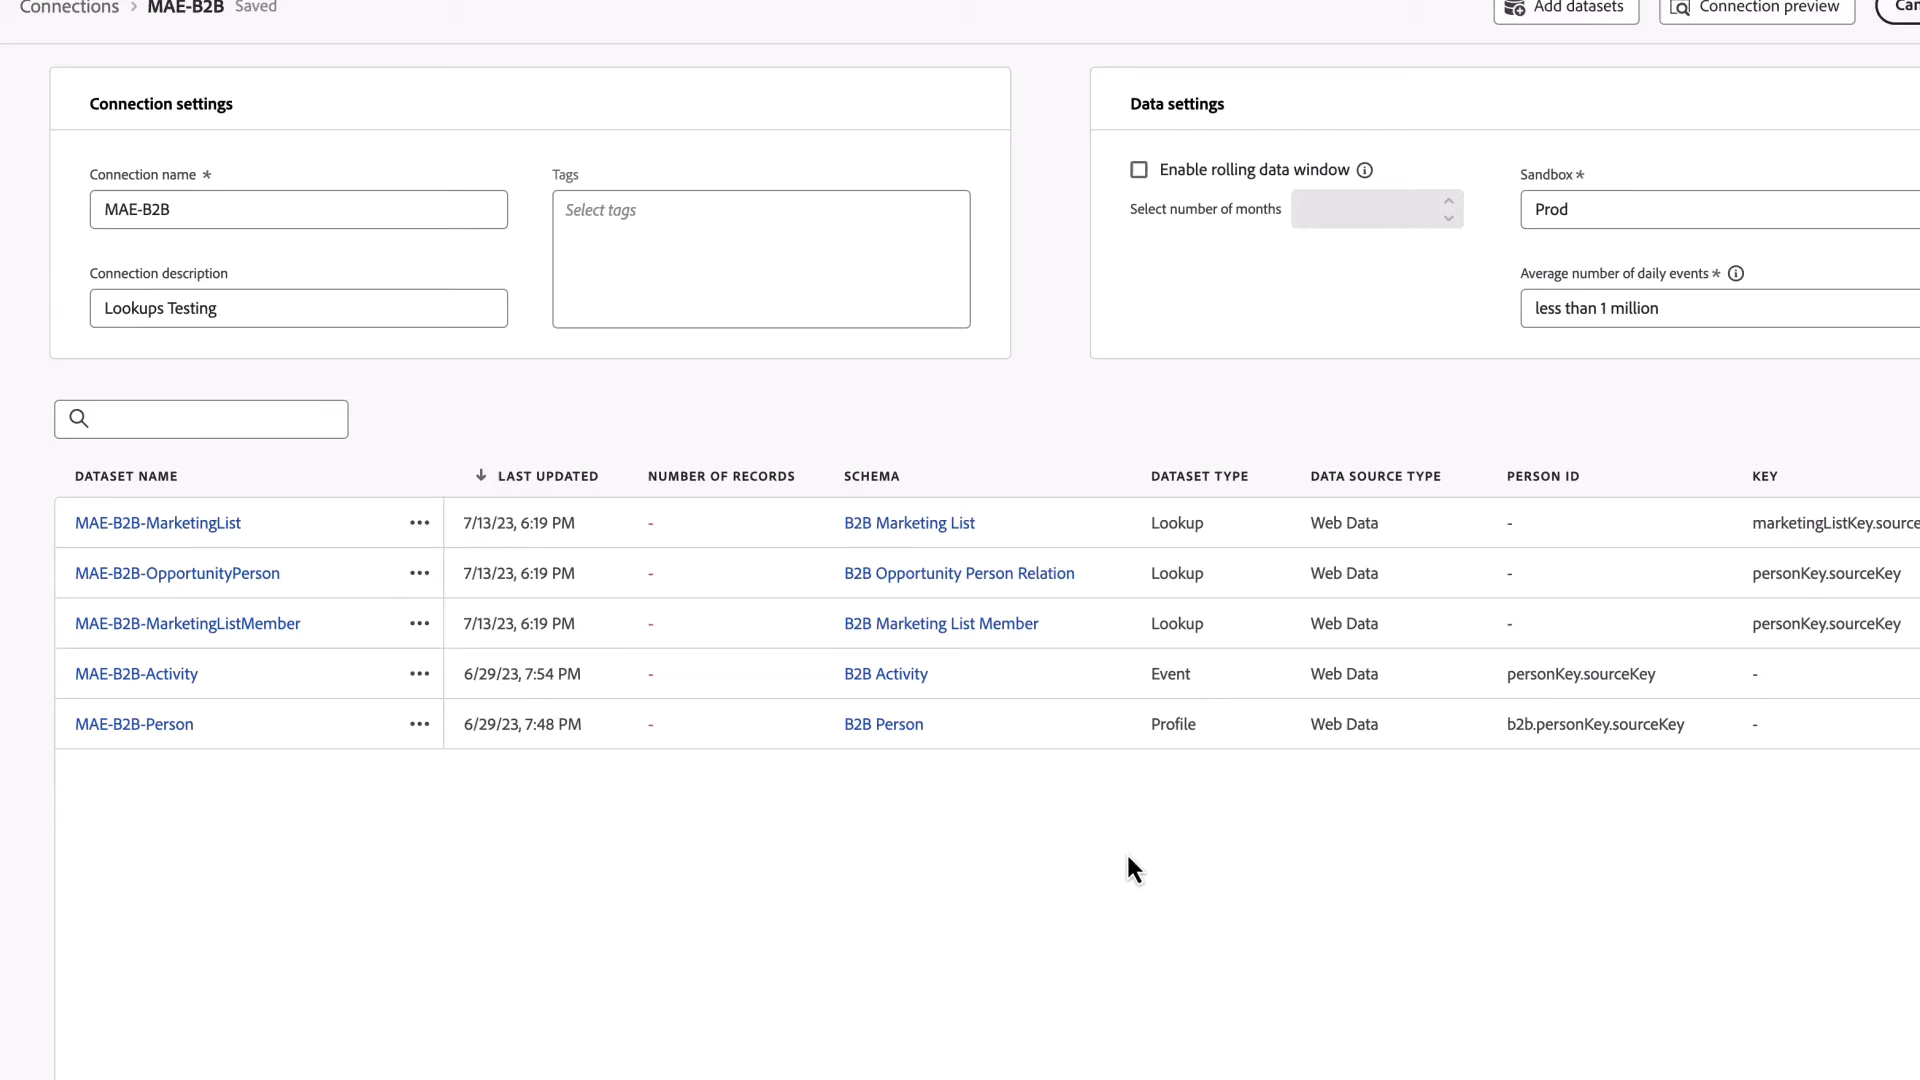 Connections > MAE-B2B Saved
Add datasets
Connection preview
Connection settings
Data settings
Connection name *
Tags
MAE-B2B
Select tags
Connection description
Lookups Testing
Enable rolling data window
Select number of months
Sandbox *
Prod
Average number of daily events *
less than 1 million
DATASET NAME LAST UPDATED NUMBER OF RECORDS SCHEMA DATASET TYPE DATA SOURCE TYPE PERSON ID KEY
MAE-B2B-MarketingList ••• 7/13/23, 6:19 PM - B2B Marketing List Lookup Web Data - marketingListKey.source
MAE-B2B-OpportunityPerson ••• 7/13/23, 6:19 PM - B2B Opportunity Person Relation Lookup Web Data - personKey.sourceKey
MAE-B2B-MarketingListMember ••• 7/13/23, 6:19 PM - B2B Marketing List Member Lookup Web Data - personKey.sourceKey
MAE-B2B-Activity ••• 6/29/23, 7:54 PM - B2B Activity Event Web Data personKey.sourceKey -
MAE-B2B-Person ••• 6/29/23, 7:48 PM - B2B Person Profile Web Data b2b.personKey.sourceKey -